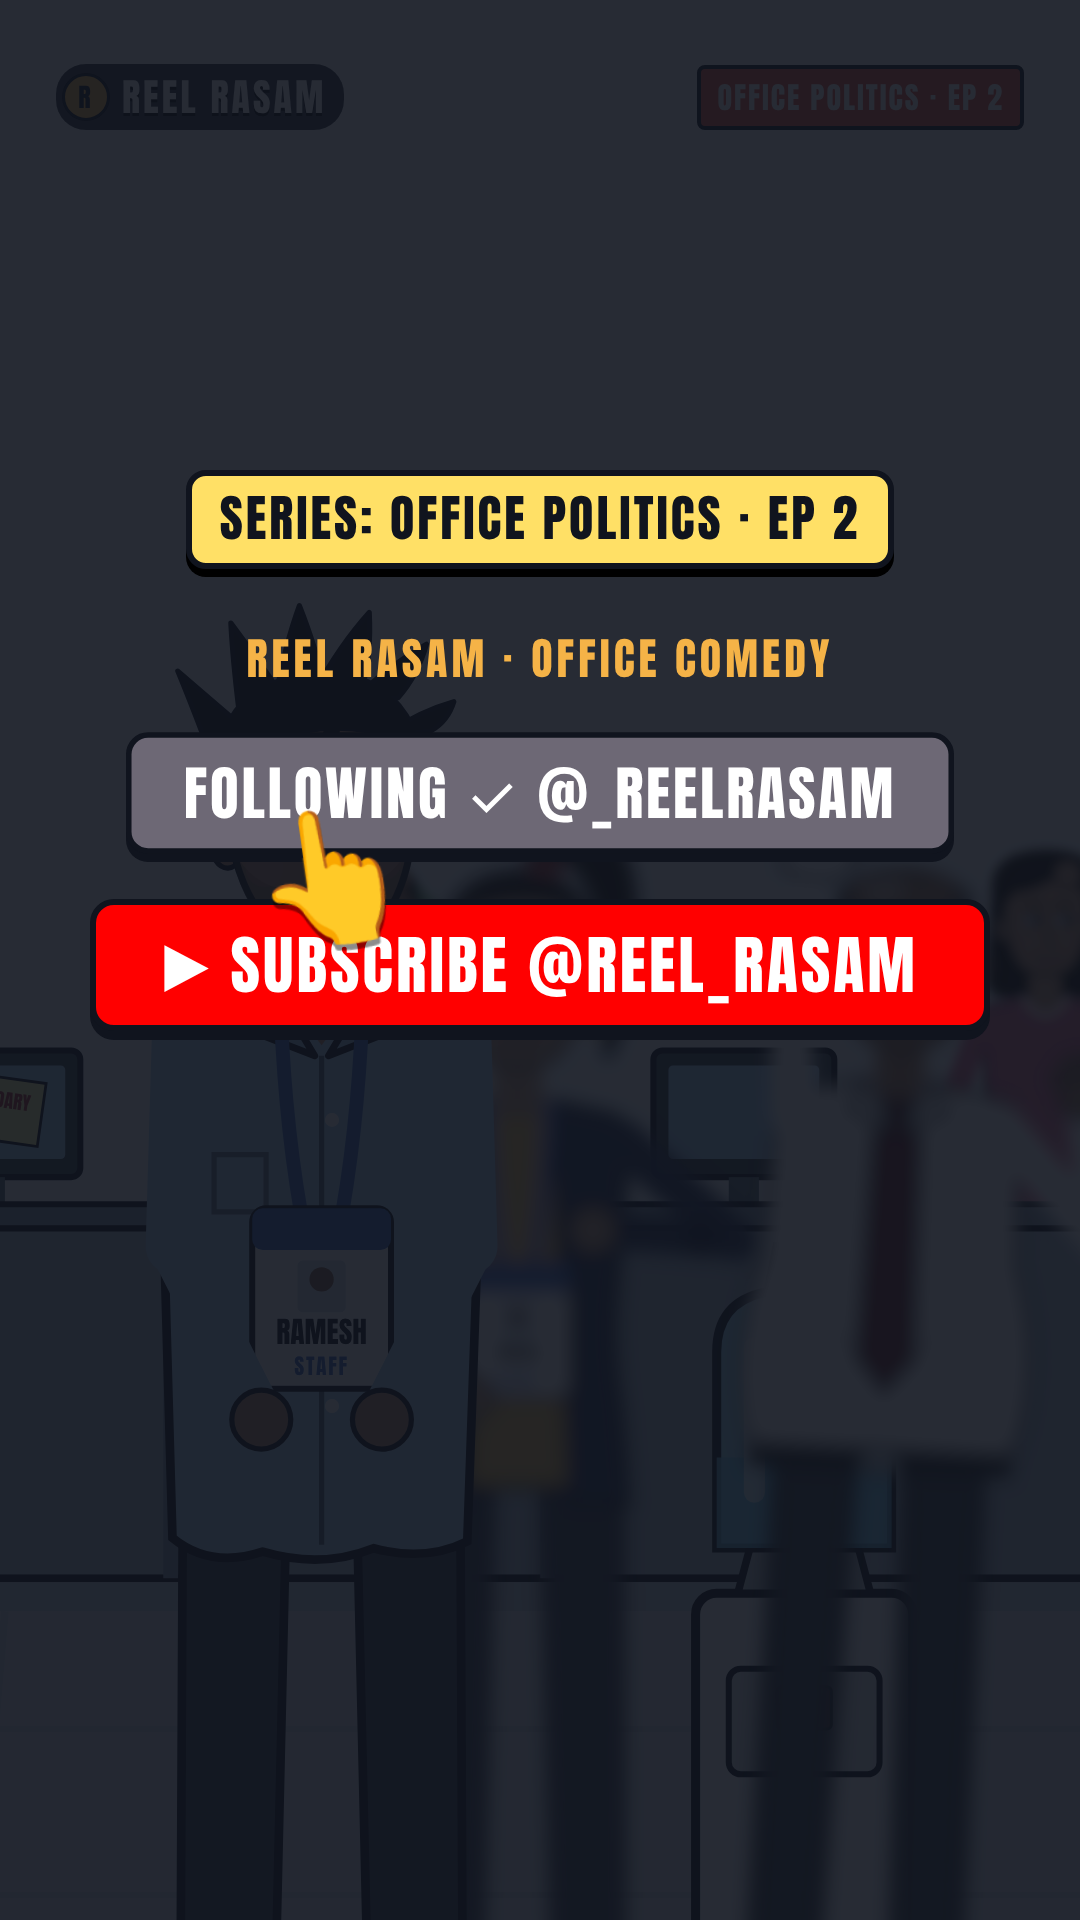 R REEL RASAM
OFFICE POLITICS · EP 2
SERIES: OFFICE POLITICS · EP 2
REEL RASAM · OFFICE COMEDY
FOLLOWING ✓ @_REELRASAM
▶ SUBSCRIBE @REEL_RASAM
RAMESH
STAFF